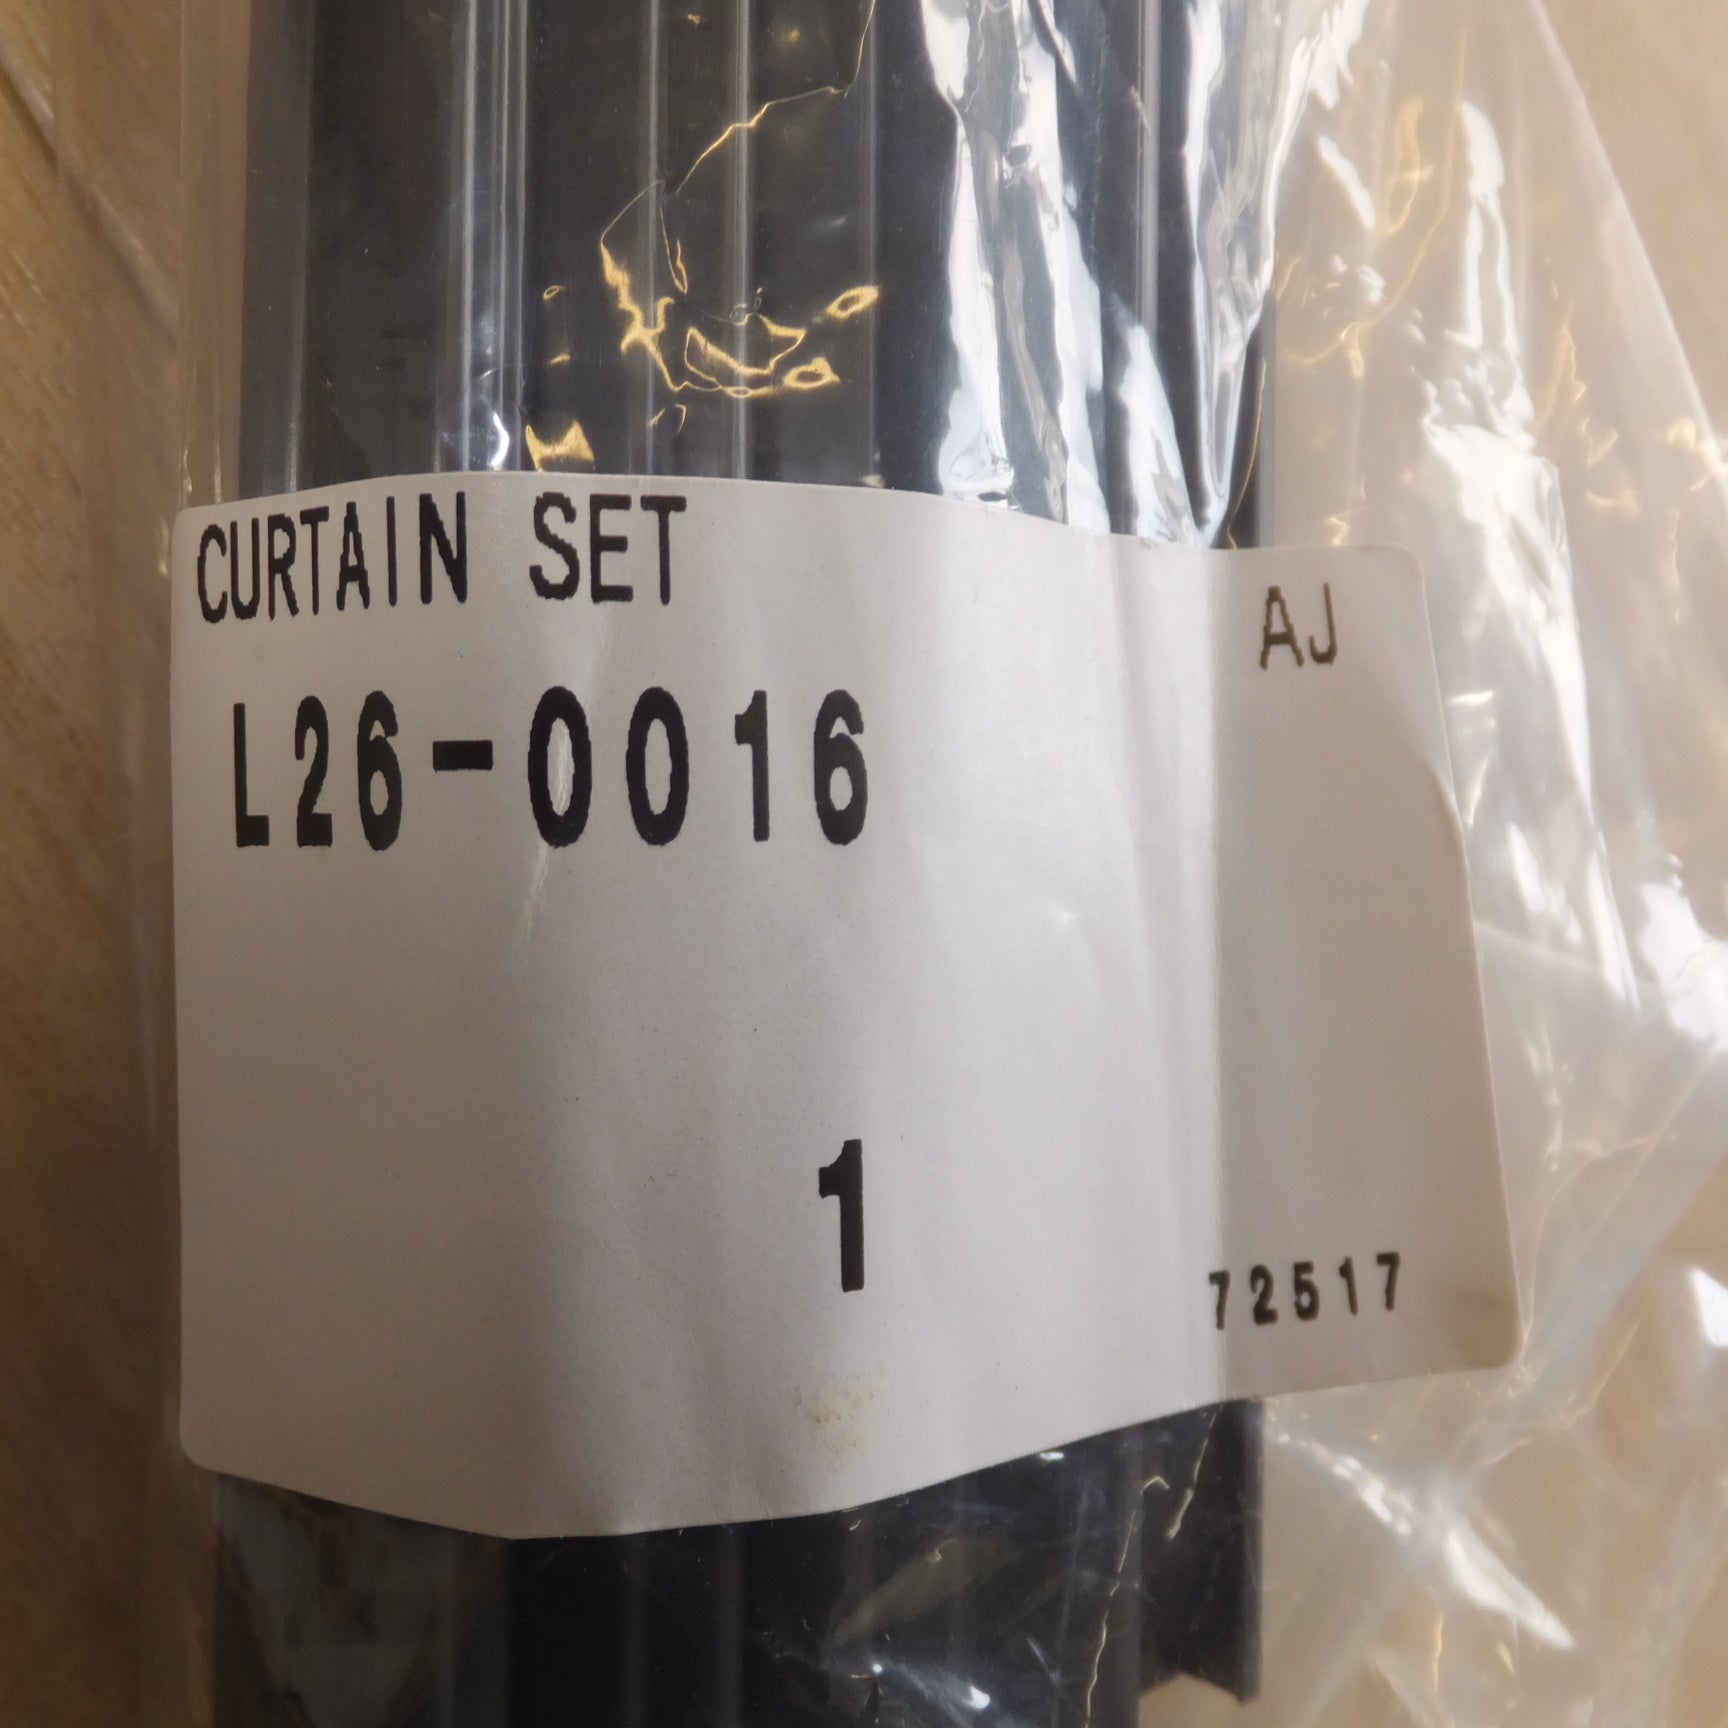 CURTAIN SET
AJ
L26-0016
1
72517